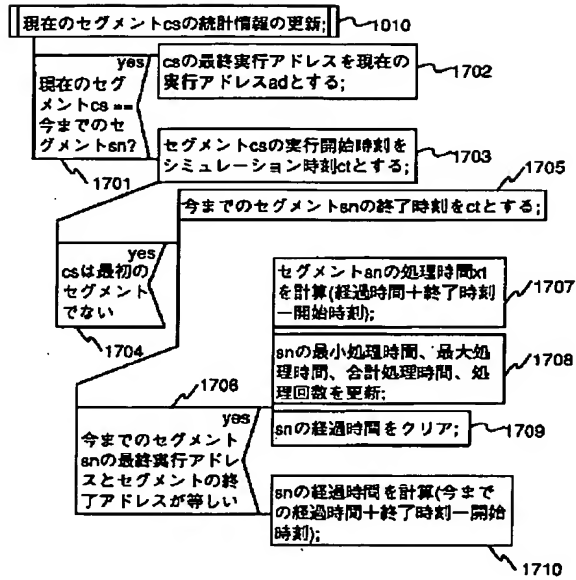 現在のセグメントcsの統計情報の更新;
1010
yes
現在のセグ
メントcs ==
今までのセ
グメントsn?
1701
csの最終実行アドレスを現在の
実行アドレスadとする;
1702
セグメントcsの実行開始時刻を
シミュレーション時刻ctとする;
1703
1705
今までのセグメントsnの終了時刻をctとする;
yes
csは最初の
セグメント
でない
1704
セグメントsnの処理時間xt
を計算(経過時間+終了時刻
ー開始時刻);
1707
snの最小処理時間、最大処
理時間、合計処理時間、処
理回数を更新;
1708
1706
yes
今までのセグメント
snの最終実行アドレ
スとセグメントの終
了アドレスが等しい
snの経過時間をクリア;
1709
snの経過時間を計算(今まで
の経過時間+終了時刻ー開始
時刻);
1710